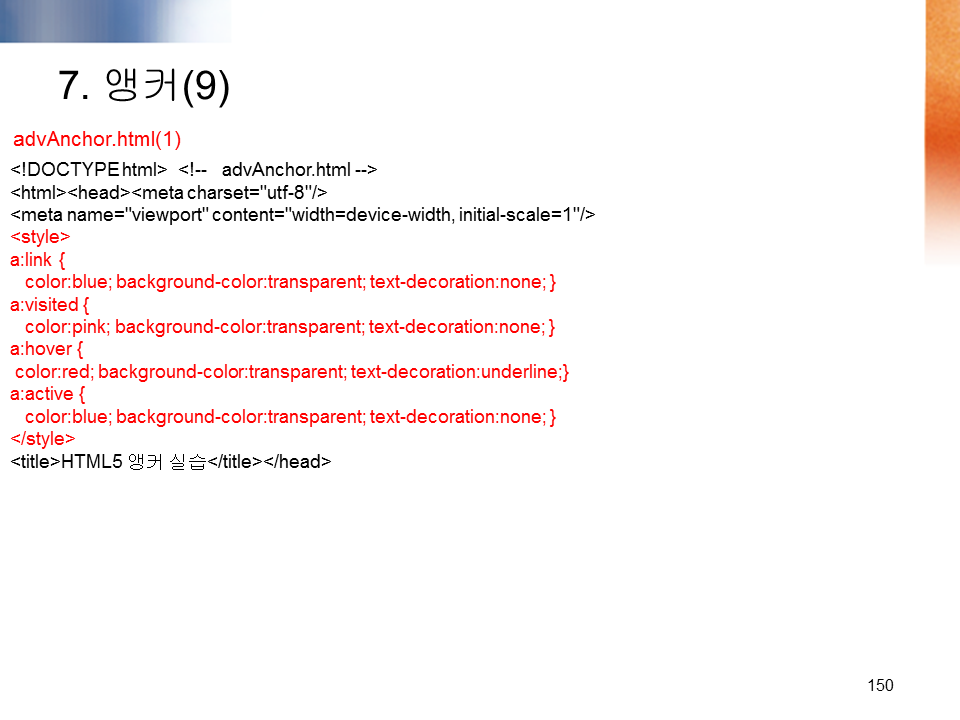 7. 앵커(9)
advAnchor.html(1)
<!DOCTYPE html> <!-- advAnchor.html -->
<html><head><meta charset="utf-8"/>
<meta name="viewport" content="width=device-width, initial-scale=1"/>
<style>
a:link {
color:blue; background-color:transparent; text-decoration:none; }
a:visited {
color:pink; background-color:transparent; text-decoration:none; }
a:hover {
color:red; background-color:transparent; text-decoration:underline;}
a:active {
color:blue; background-color:transparent; text-decoration:none; }
</style>
<title>HTML5 앵커 실습</title></head>
150